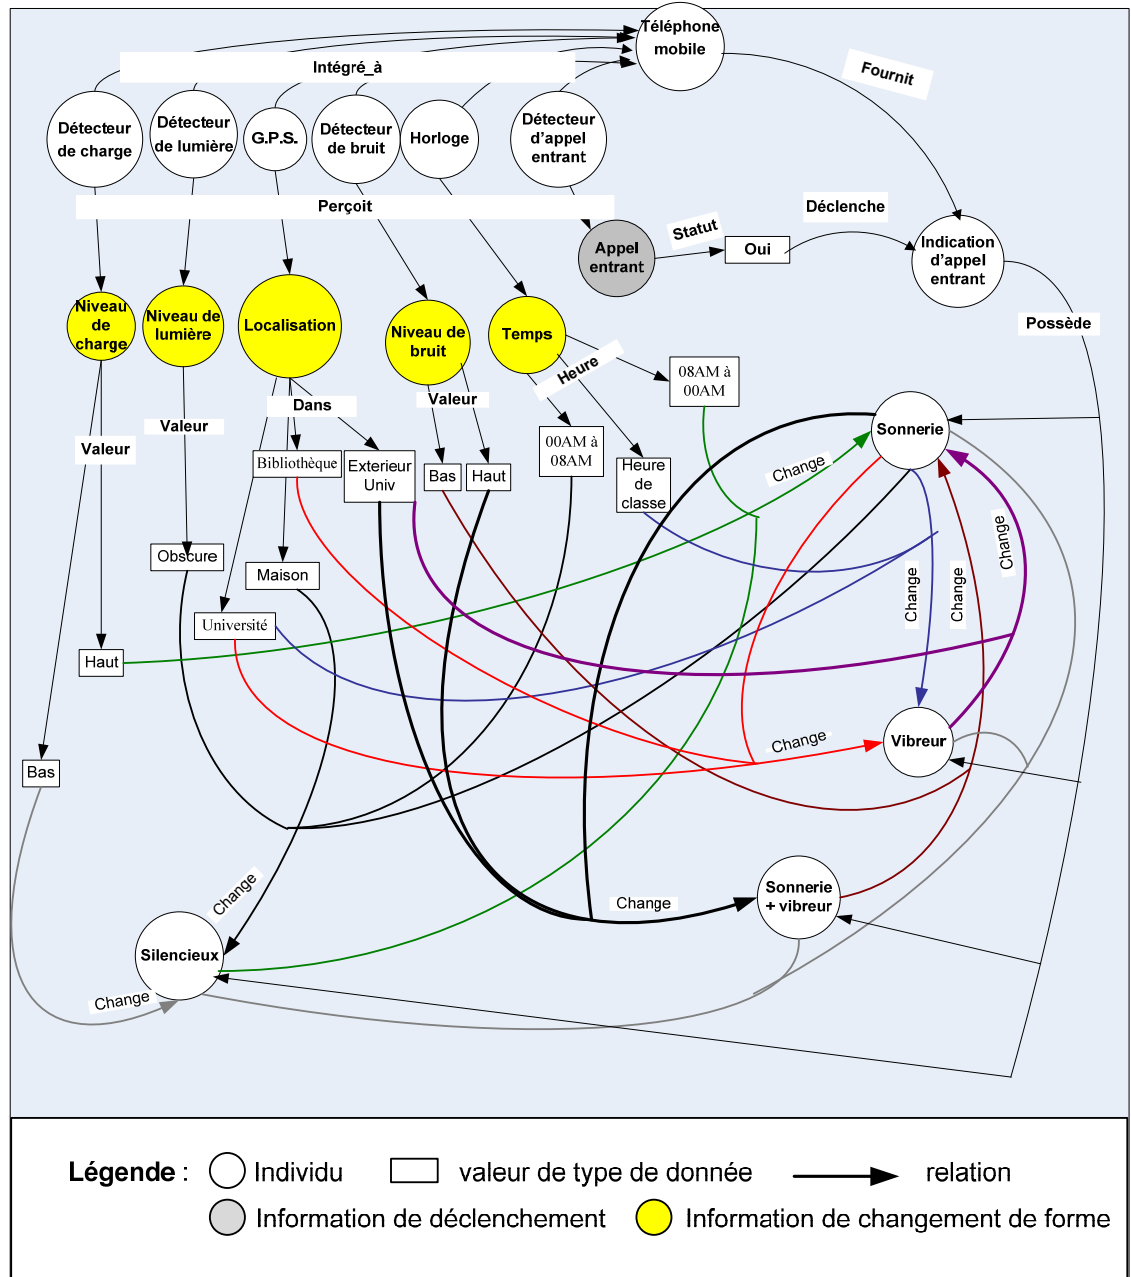 Téléphone
mobile
Intégré_à
Fournit
Détecteur
de charge
Détecteur
de lumière
G.P.S.
Détecteur
de bruit
Horloge
Détecteur
d'appel
entrant
Perçoit
Appel
entrant
Statut
Oui
Déclenche
Indication
d'appel
entrant
Possède
Niveau
de
charge
Niveau de
lumière
Localisation
Niveau de
bruit
Temps
Heure
08AM à
00AM
Valeur
Valeur
Dans
Valeur
Bibliothèque
Exterieur
Univ
Bas
Haut
00AM à
08AM
Heure
de
classe
Change
Sonnerie
Obscure
Maison
Université
Haut
Bas
Change
Change
Change
Change
Vibreur
Change
Change
Sonnerie
+ vibreur
Silencieux
Change
Légende :
Individu
valeur de type de donnée
relation
Information de déclenchement
Information de changement de forme